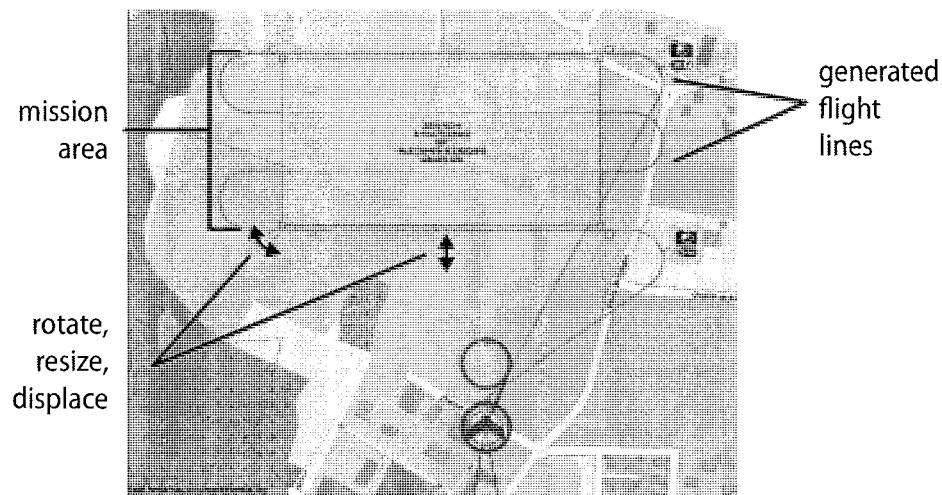 mission
area
generated
flight
lines
rotate,
resize,
displace